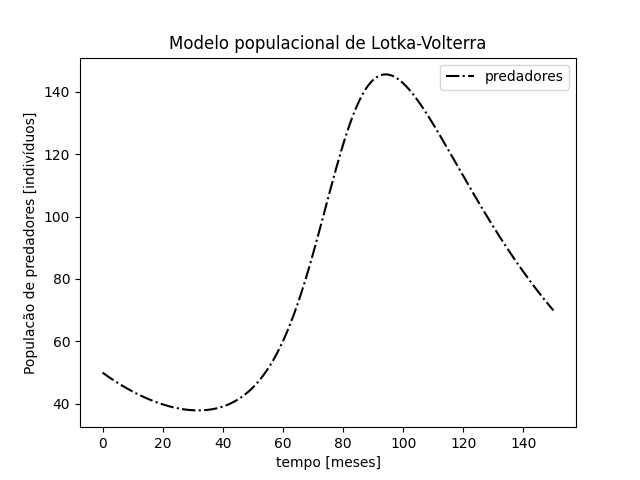 Modelo populacional de Lotka-Volterra
predadores
Populacão de predadores [indivíduos]
140
120
100
80
60
40
0 20 40 60 80 100 120 140
tempo [meses]